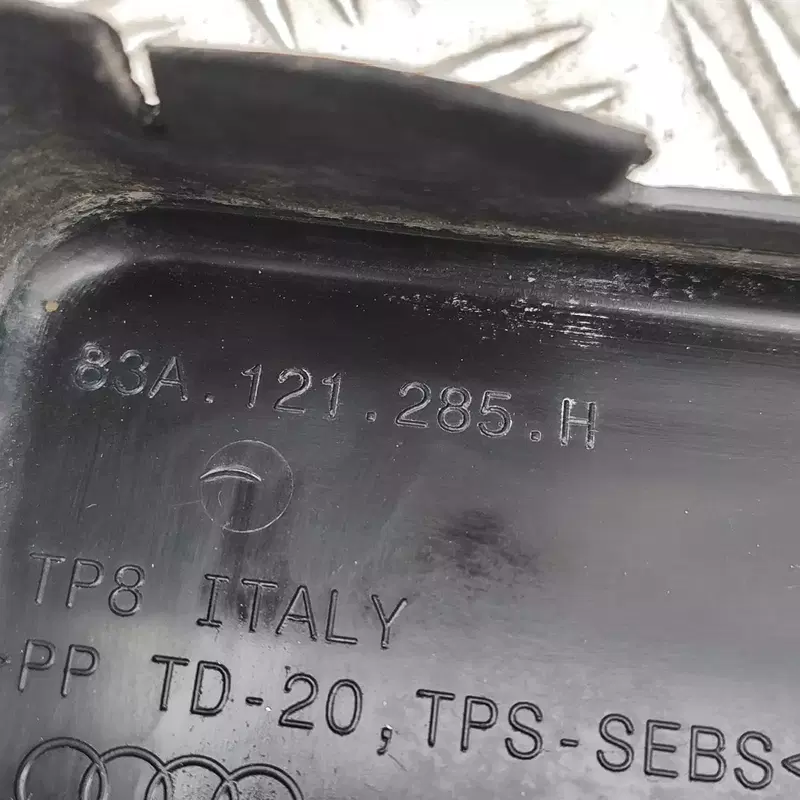 83A.121.285.H
TP8 ITALY
>PP TD-20, TPS-SEBS<